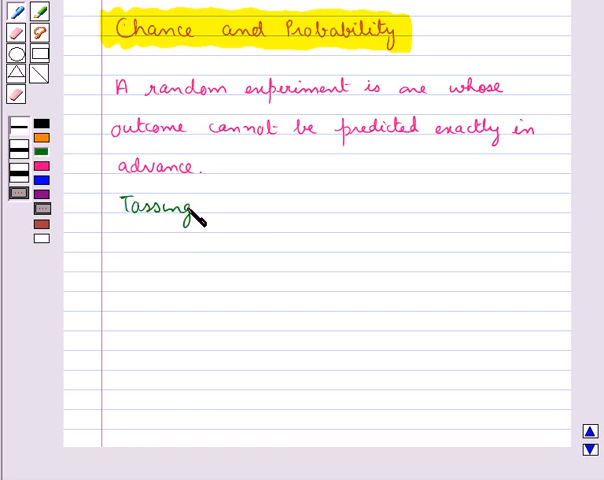 Chance and Probability
A random experiment is one whose
outcome cannot be predicted exactly in
advance.
Tossing